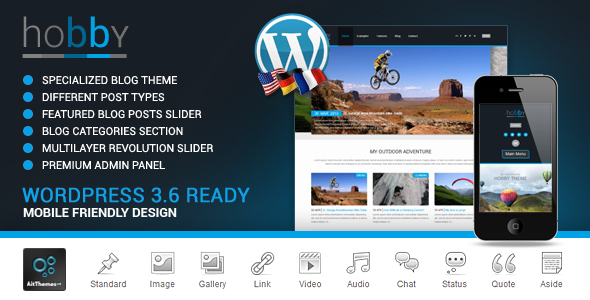 hobby
SPECIALIZED BLOG THEME
DIFFERENT POST TYPES
FEATURED BLOG POSTS SLIDER
BLOG CATEGORIES SECTION
MULTILAYER REVOLUTION SLIDER
PREMIUM ADMIN PANEL
WORDPRESS 3.6 READY
MOBILE FRIENDLY DESIGN
W
MY OUTDOOR ADVENTURE
hobby
Main Menu
HOBBY THEME
AitThemes
Standard
Image
Gallery
Link
Video
Audio
Chat
Status
Quote
Aside